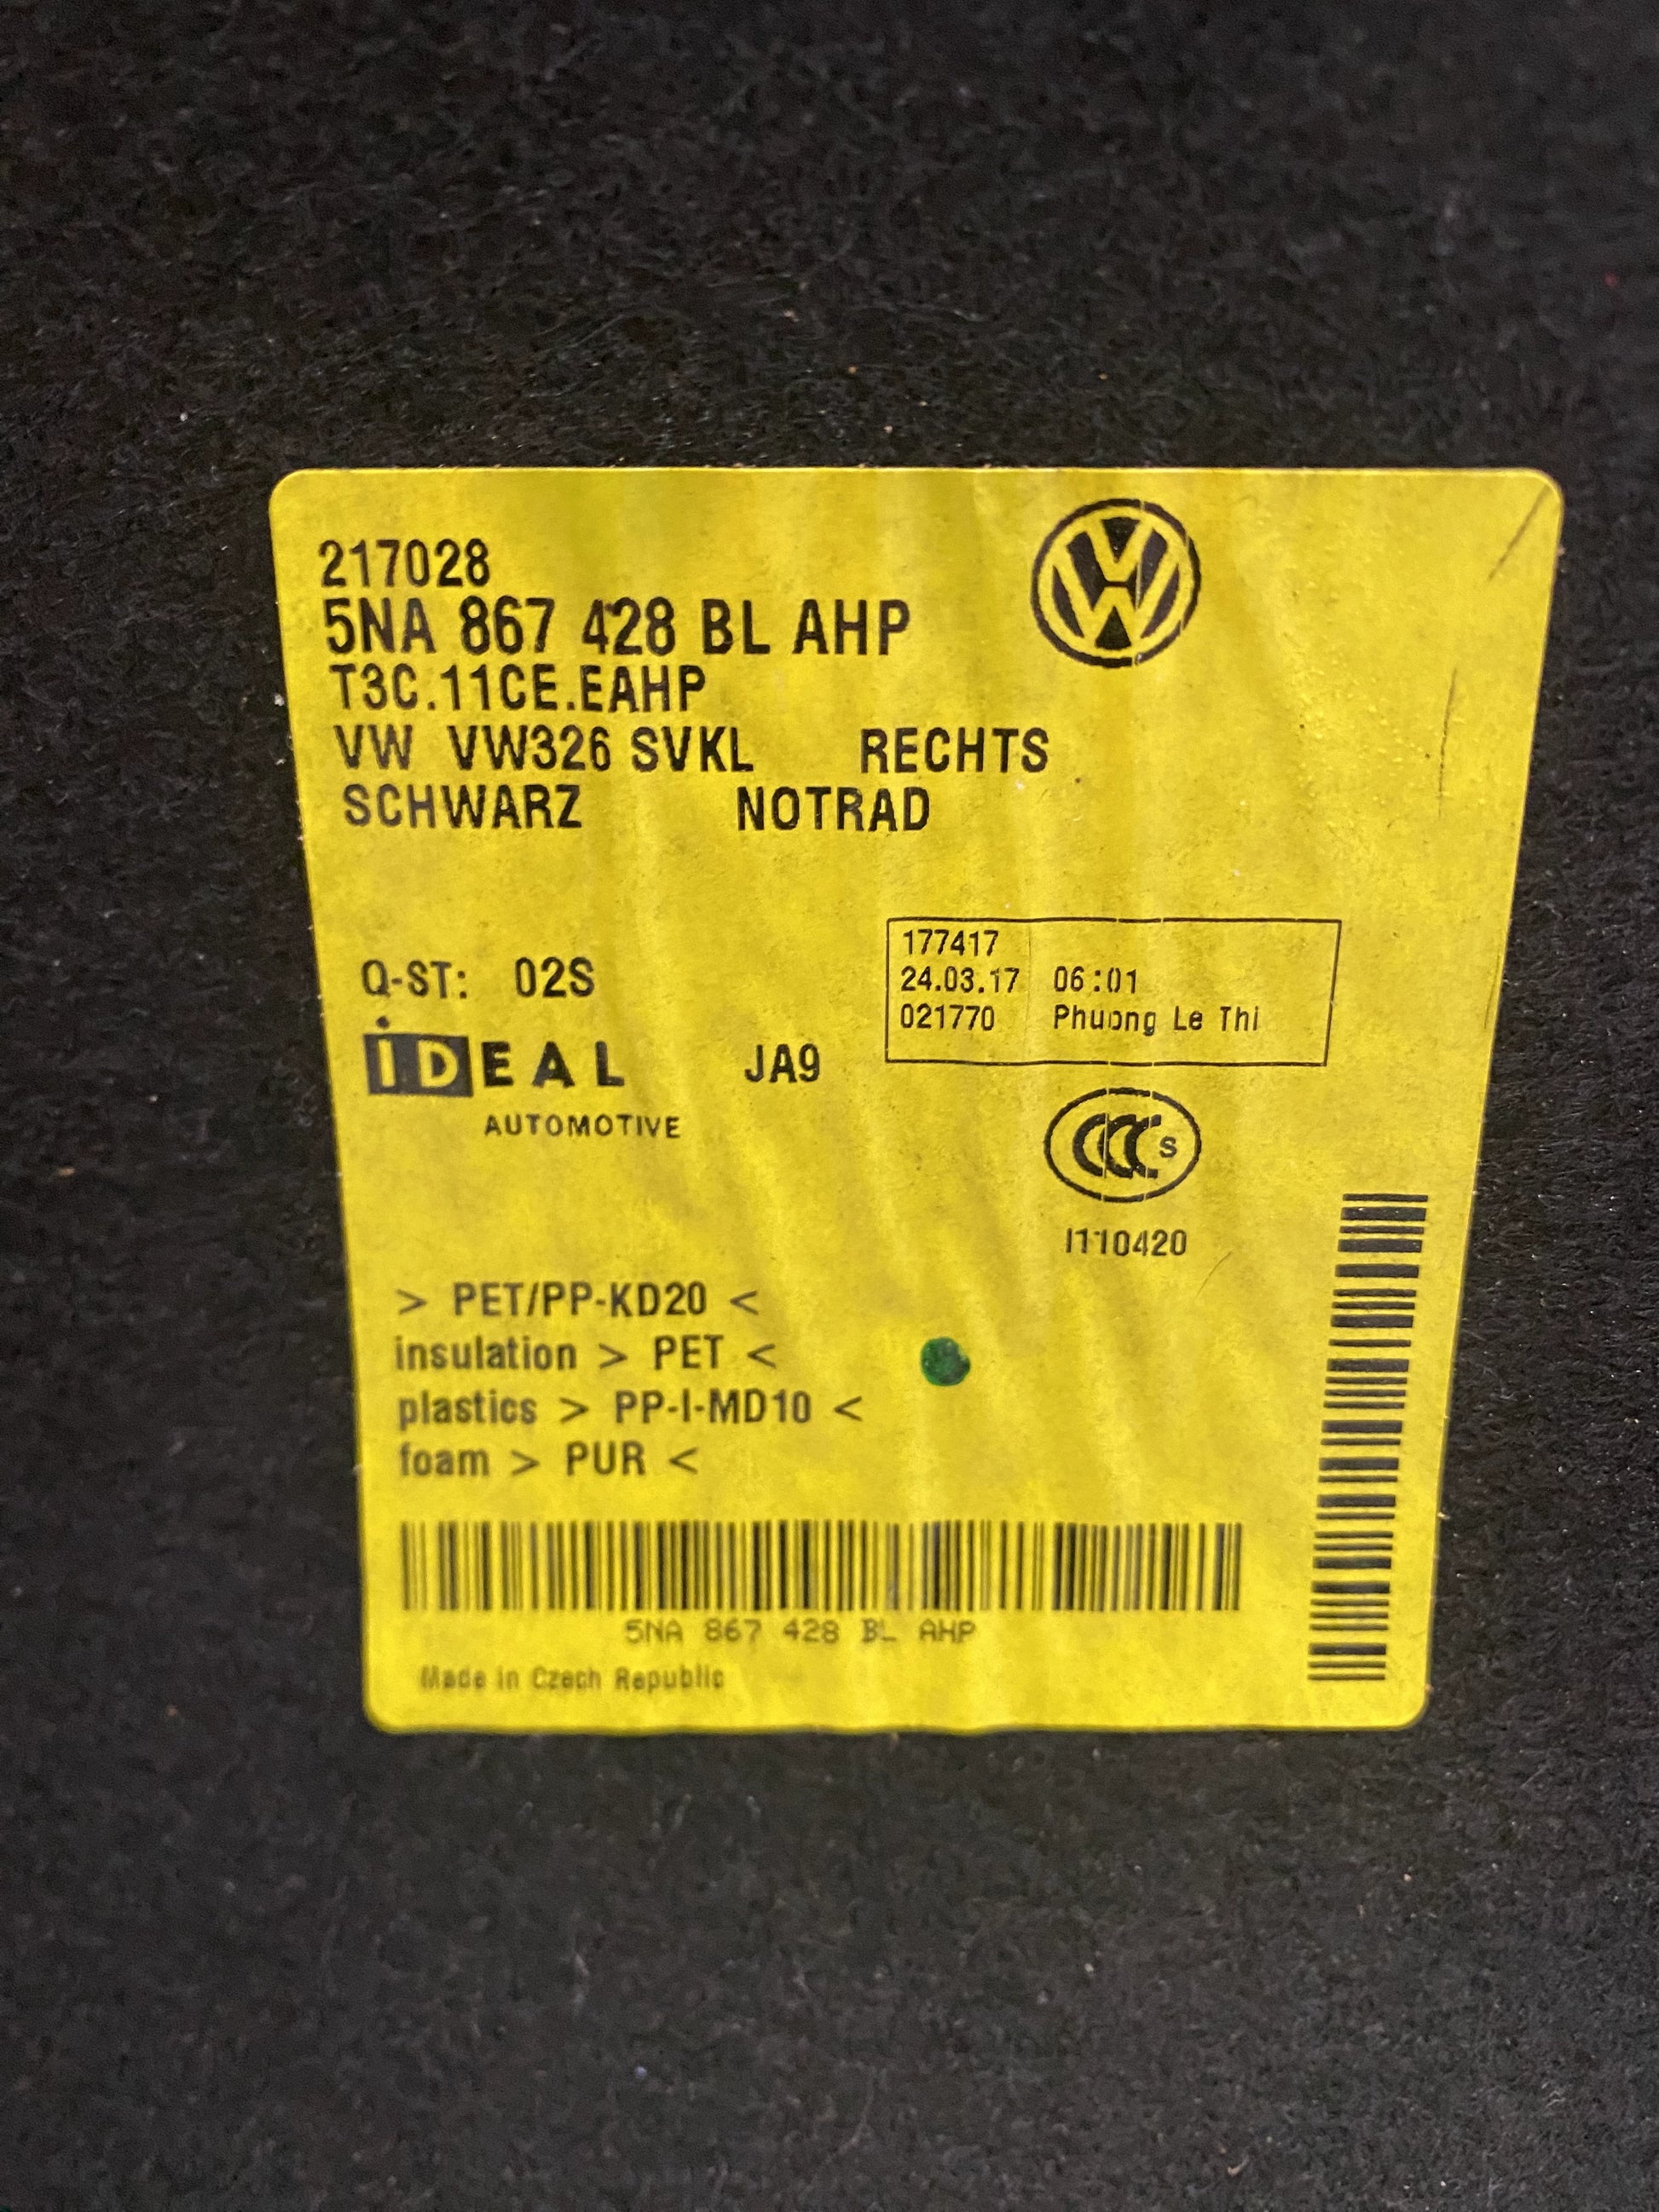 217028
5NA 867 428 BL AHP
T3C.11CE.EAHP
VW VW326 SVKL RECHTS
SCHWARZ NOTRAD
177417
24.03.17 06:01
021770 Phuong Le Thi
Q-ST: 02S
iDEAL JA9
AUTOMOTIVE
CCC S
I110420
> PET/PP-KD20 <
insulation > PET <
plastics > PP-I-MD10 <
foam > PUR <
5NA 867 428 BL AHP
Made in Czech Republic